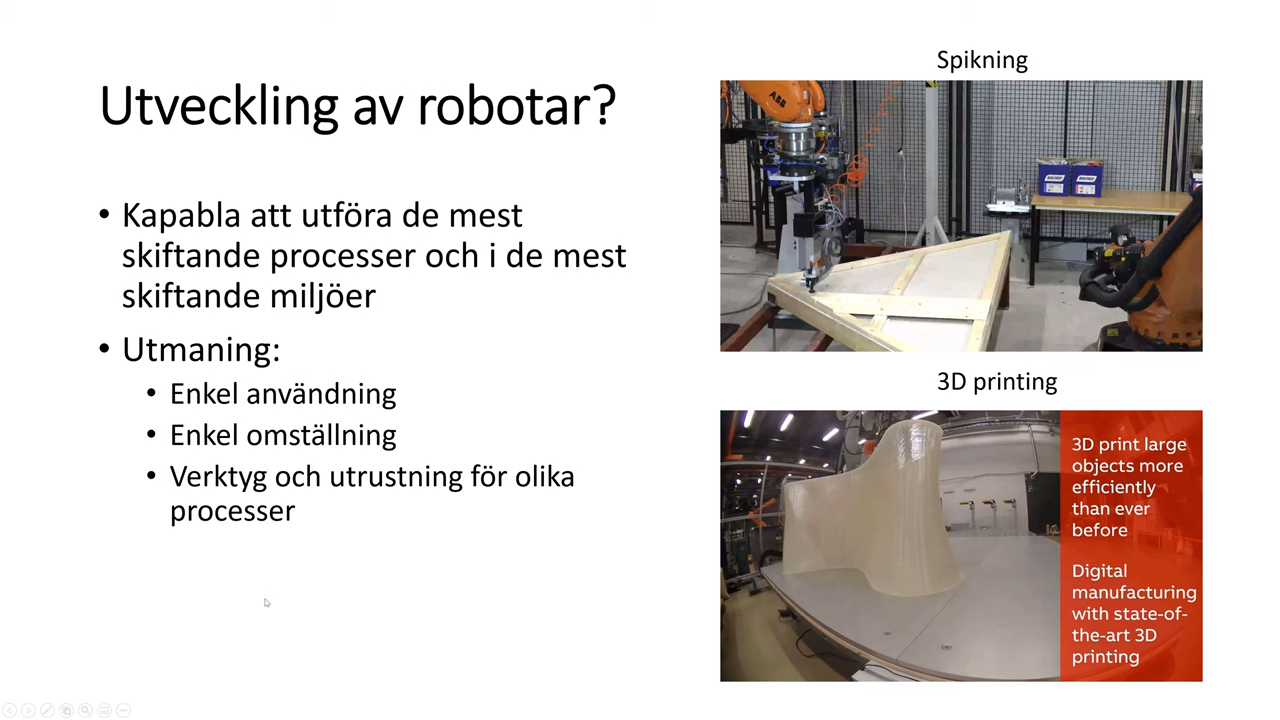 Utveckling av robotar?
• Kapabla att utföra de mest
skiftande processer och i de mest
skiftande miljöer
• Utmaning:
• Enkel användning
• Enkel omställning
• Verktyg och utrustning för olika
processer
Spikning
ABB
3D printing
3D print large
objects more
efficiently
than ever
before
Digital
manufacturing
with state-of-
the-art 3D
printing